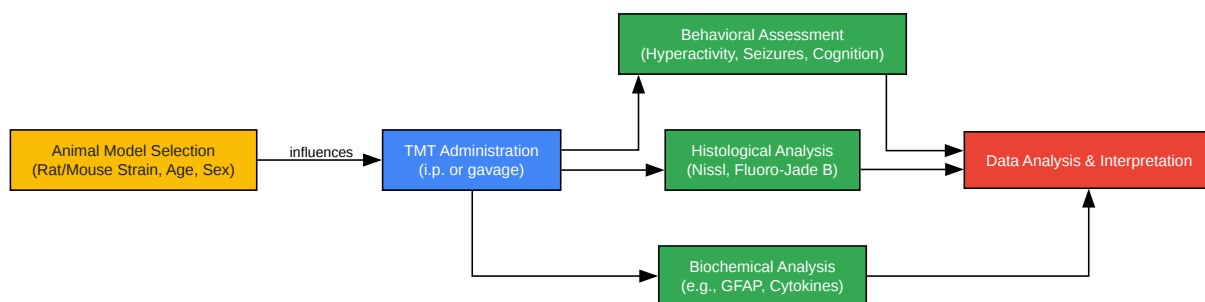 Behavioral Assessment
(Hyperactivity, Seizures, Cognition)
Animal Model Selection
(Rat/Mouse Strain, Age, Sex)
influences
TMT Administration
(i.p. or gavage)
Histological Analysis
(Nissl, Fluoro-Jade B)
Data Analysis & Interpretation
Biochemical Analysis
(e.g., GFAP, Cytokines)